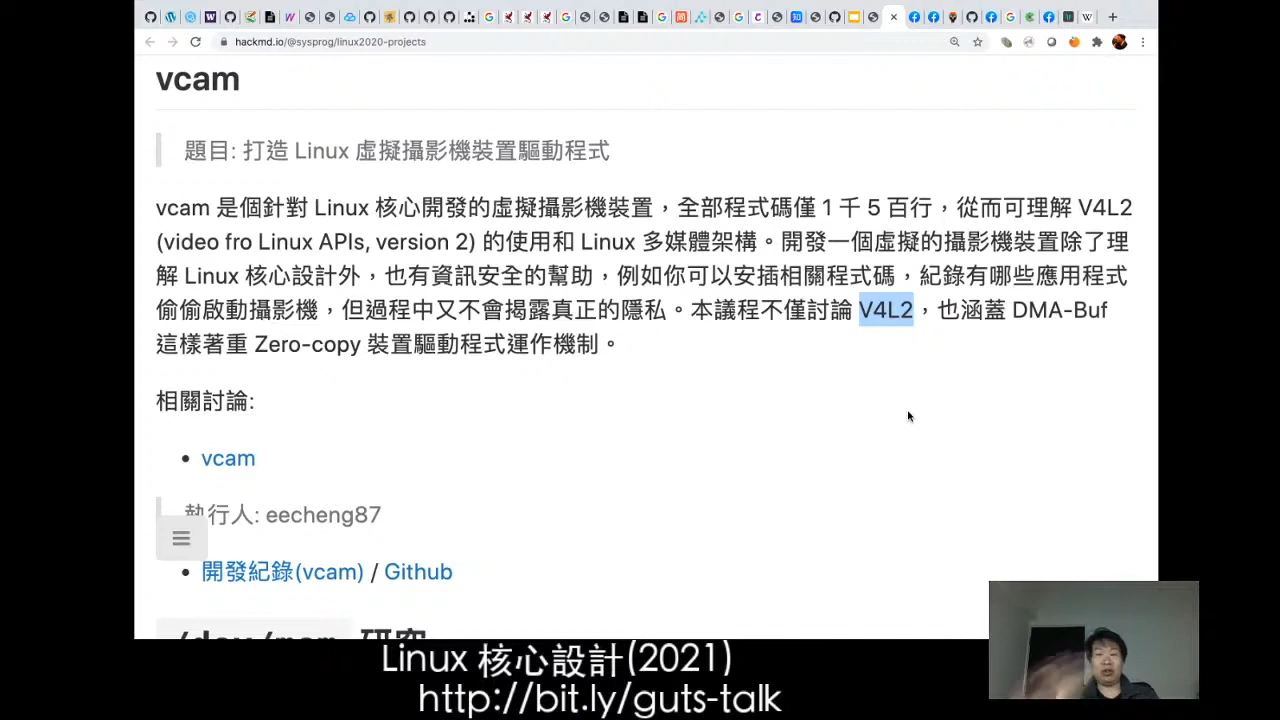 hackmd.io/@sysprog/linux2020-projects
vcam
題目: 打造 Linux 虛擬攝影機裝置驅動程式
vcam 是個針對 Linux 核心開發的虛擬攝影機裝置，全部程式碼僅 1 千 5 百行，從而可理解 V4L2
(video fro Linux APIs, version 2) 的使用和 Linux 多媒體架構。開發一個虛擬的攝影機裝置除了理
解 Linux 核心設計外，也有資訊安全的幫助，例如你可以安插相關程式碼，紀錄有哪些應用程式
偷偷啟動攝影機，但過程中又不會揭露真正的隱私。本議程不僅討論 V4L2，也涵蓋 DMA-Buf
這樣著重 Zero-copy 裝置驅動程式運作機制。
相關討論:
• vcam
執行人: eecheng87
• 開發紀錄(vcam) / Github
/dev/mem 研究
Linux 核心設計(2021)
http://bit.ly/guts-talk